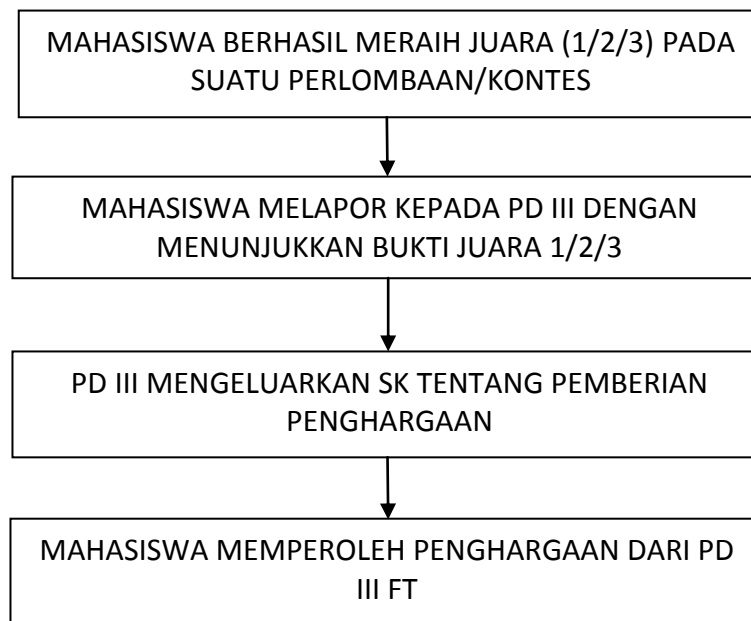 MAHASISWA BERHASIL MERAIH JUARA (1/2/3) PADA
SUATU PERLOMBAAN/KONTES
MAHASISWA MELAPOR KEPADA PD III DENGAN
MENUNJUKKAN BUKTI JUARA 1/2/3
PD III MENGELUARKAN SK TENTANG PEMBERIAN
PENGHARGAAN
MAHASISWA MEMPEROLEH PENGHARGAAN DARI PD
III FT